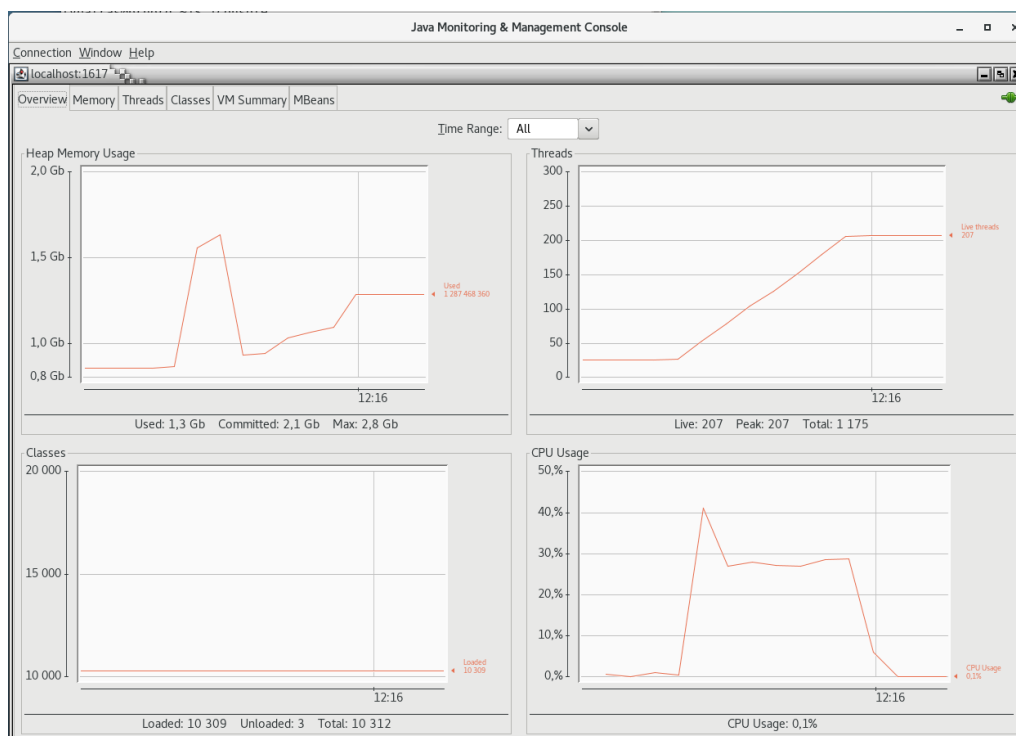 Java Monitoring & Management Console
Connection Window Help
localhost:1617
Overview Memory Threads Classes VM Summary MBeans
Time Range: All
Heap Memory Usage
2,0 Gb
1,5 Gb
1,0 Gb
0,8 Gb
Used
1 287 468 360
12:16
Used: 1,3 Gb Committed: 2,1 Gb Max: 2,8 Gb
Threads
300
250
200
150
100
50
0
Live threads
207
12:16
Live: 207 Peak: 207 Total: 1 175
Classes
20 000
15 000
10 000
Loaded
10 309
12:16
Loaded: 10 309 Unloaded: 3 Total: 10 312
CPU Usage
50,%
40,%
30,%
20,%
10,%
0,%
CPU Usage
0,1%
12:16
CPU Usage: 0,1%